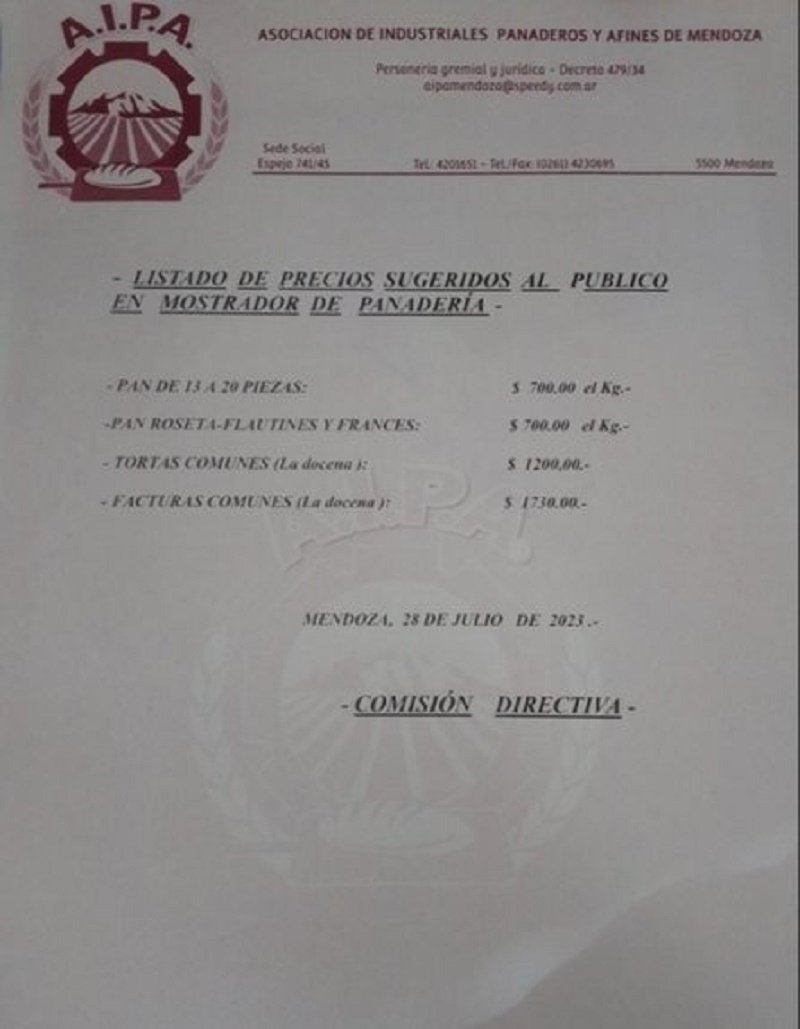 A.I.P.A.
ASOCIACION DE INDUSTRIALES PANADEROS Y AFINES DE MENDOZA
Personería gremial y jurídica - Decreto 479/34
aipamendoza@speedy.com.ar
Sede Social
Espejo 741/45 Tel.: 4201651 - Tel./Fax: (0261) 4230695 5500 Mendoza
- LISTADO DE PRECIOS SUGERIDOS AL PUBLICO
EN MOSTRADOR DE PANADERÍA -
- PAN DE 15 A 20 PIEZAS: $ 700.00 el Kg.-
-PAN ROSETA-FLAUTINES Y FRANCES: $ 700.00 el Kg.-
- TORTAS COMUNES (La docena ): $ 1200,00.-
- FACTURAS COMUNES (La docena ): $ 1730.00.-
A.I.P.A.
MENDOZA, 28 DE JULIO DE 2023.-
- COMISIÓN DIRECTIVA -